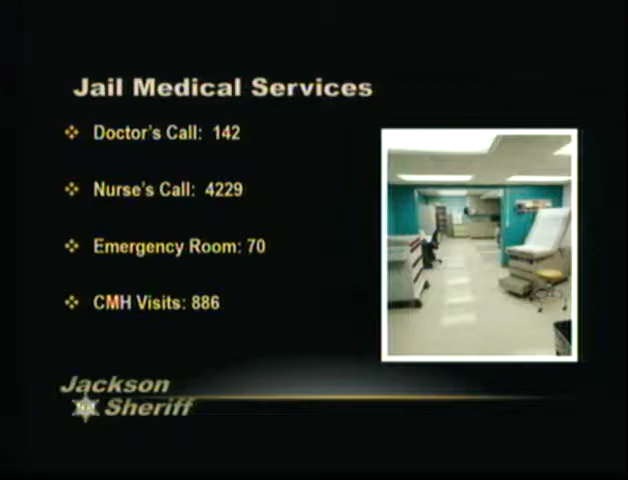 Jail Medical Services
Doctor's Call: 142
Nurse's Call: 4229
Emergency Room: 70
CMH Visits: 886
Jackson
Sheriff